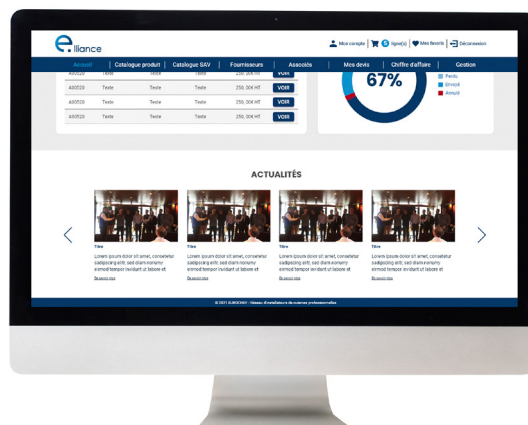 e.lliance
Mon compte | 5 ligne(s) | Mes favoris | Déconnexion
Accueil | Catalogue produit | Catalogue SAV | Fournisseurs | Associés | Mes devis | Chiffre d'affaire | Gestion
A00520 Texte Texte Texte 250, 00€ HT VOIR
A00520 Texte Texte Texte 250, 00€ HT VOIR
A00520 Texte Texte Texte 250, 00€ HT VOIR
A00520 Texte Texte Texte 250, 00€ HT VOIR
67%
Perdu
Envoyé
Annulé
ACTUALITÉS
Titre Titre Titre Titre
Lorem ipsum dolor sit amet, consetetur Lorem ipsum dolor sit amet, consetetur Lorem ipsum dolor sit amet, consetetur Lorem ipsum dolor sit amet, consetetur
sadipscing elitr, sed diam nonumy sadipscing elitr, sed diam nonumy sadipscing elitr, sed diam nonumy sadipscing elitr, sed diam nonumy
eirmod tempor invidunt ut labore et eirmod tempor invidunt ut labore et eirmod tempor invidunt ut labore et eirmod tempor invidunt ut labore et
En savoir plus En savoir plus En savoir plus En savoir plus